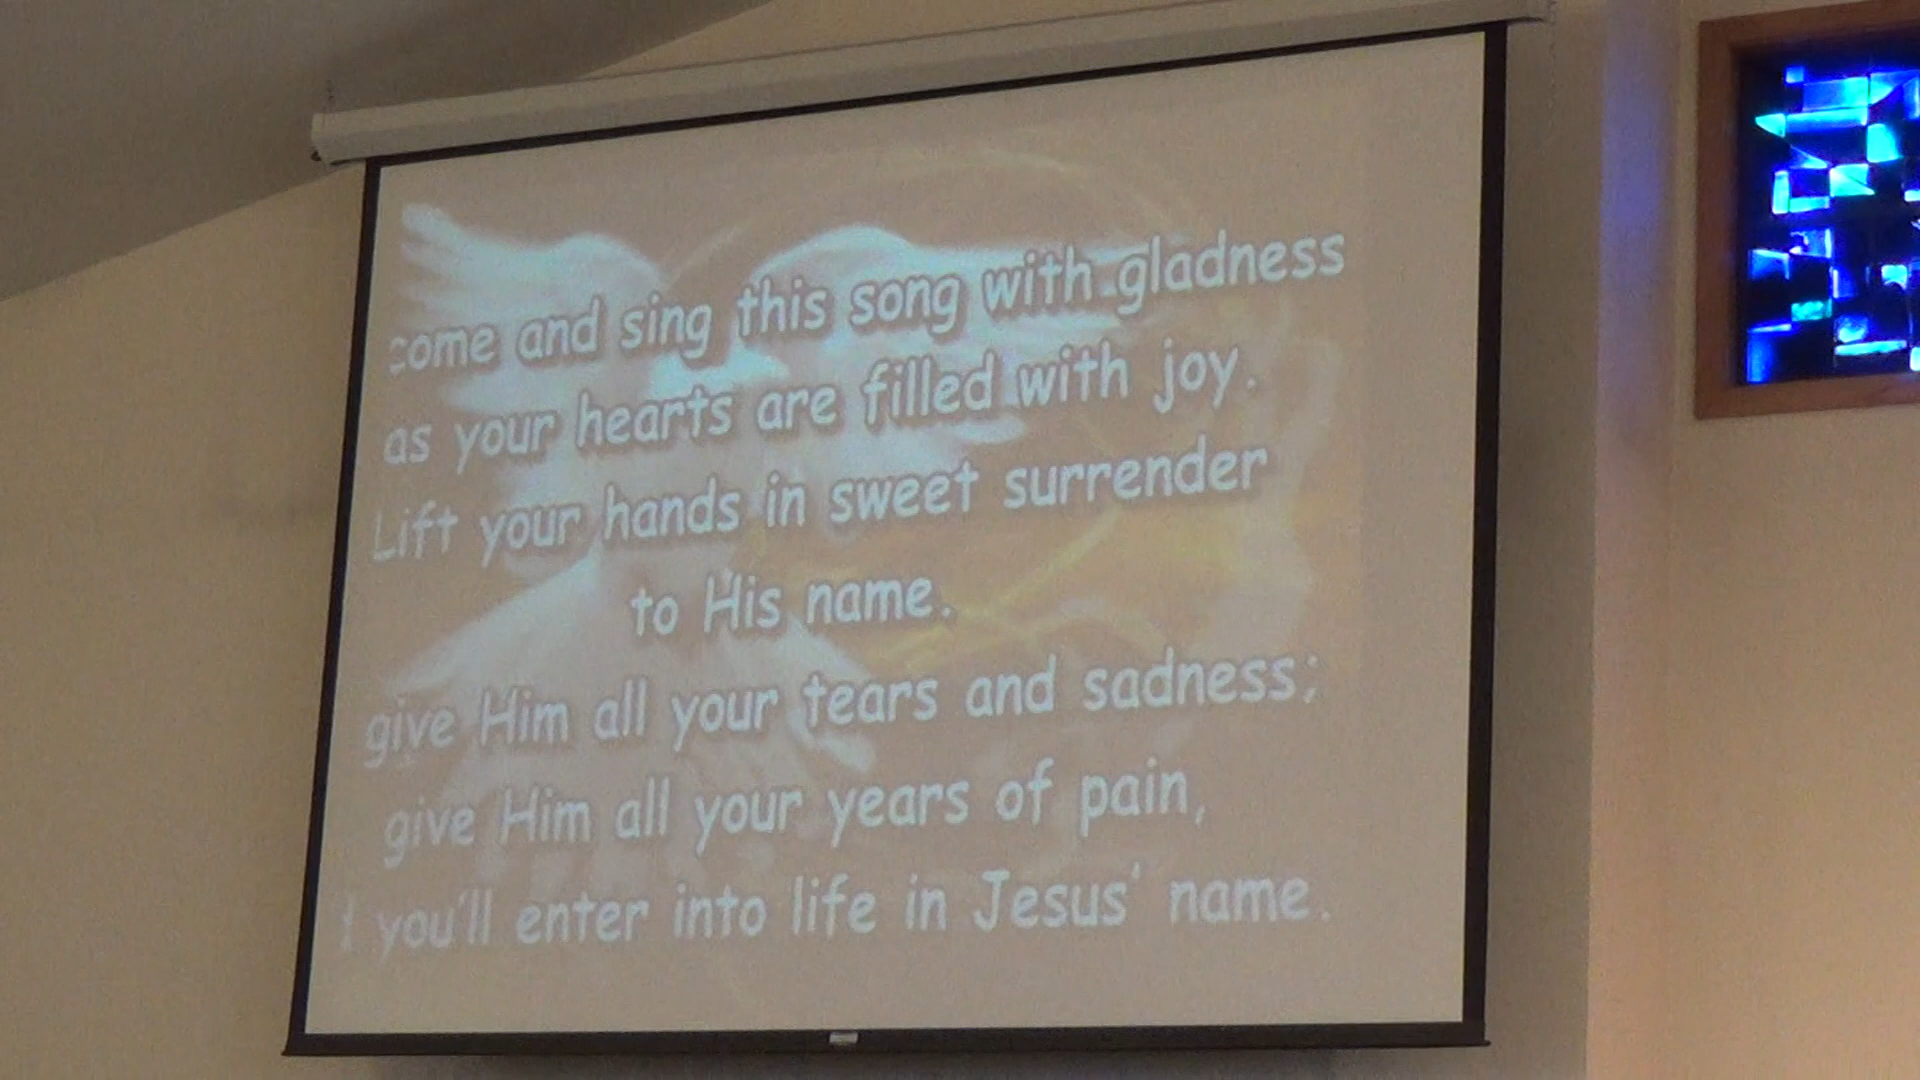 come and sing this song with gladness
as your hearts are filled with joy.
Lift your hands in sweet surrender
to His name.
give Him all your tears and sadness;
give Him all your years of pain,
you'll enter into life in Jesus' name.